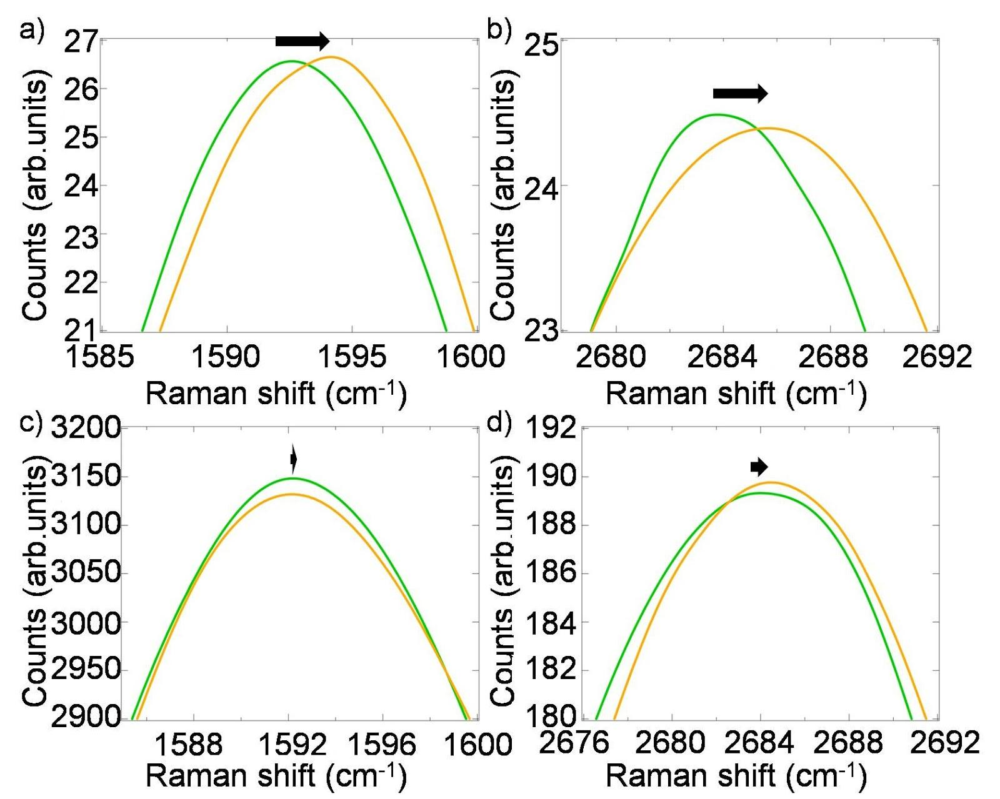 a)
27
26
25
24
23
22
21
1585 1590 1595 1600
Counts (arb.units)
Raman shift (cm-1)
b)
25
24
23
2680 2684 2688 2692
Counts (arb.units)
Raman shift (cm-1)
c)
3200
3150
3100
3050
3000
2950
2900
1588 1592 1596 1600
Counts (arb.units)
Raman shift (cm-1)
d)
192
190
188
186
184
182
180
2676 2680 2684 2688 2692
Counts (arb.units)
Raman shift (cm-1)